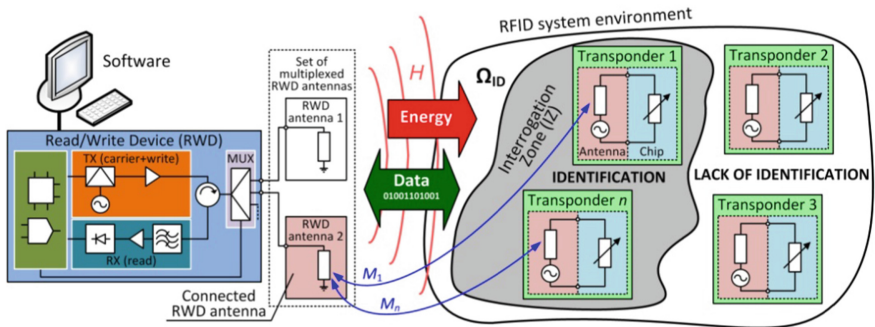 Software
Read/Write Device (RWD)
TX (carrier+write)
MUX
RX (read)
Connected
RWD antenna
Set of
multiplexed
RWD antennas
RWD
antenna 1
RWD
antenna 2
H
Energy
Data
01001101001
M1
Mn
RFID system environment
ΩID
Interrogation
Zone (IZ)
Transponder 1
Antenna
Chip
IDENTIFICATION
Transponder n
Transponder 2
LACK OF IDENTIFICATION
Transponder 3